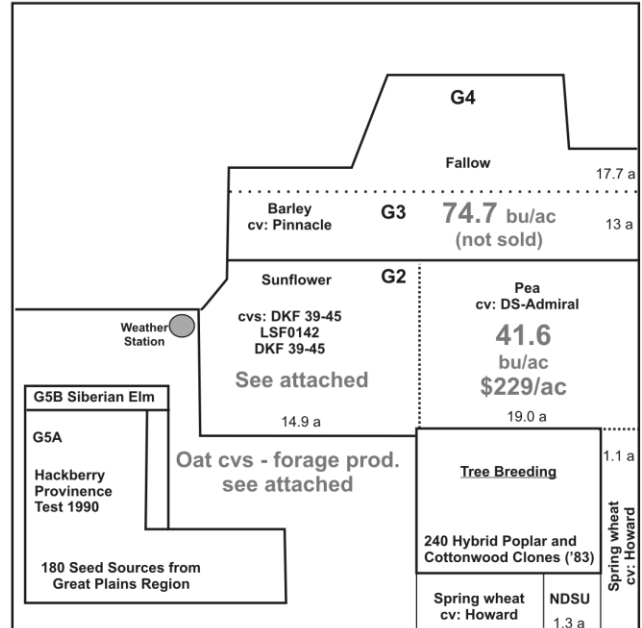 G4
Fallow
17.7 a
Barley
cv: Pinnacle
G3
74.7 bu/ac
(not sold)
13 a
Sunflower
G2
cvs: DKF 39-45
LSF0142
DKF 39-45
See attached
14.9 a
Pea
cv: DS-Admiral
41.6
bu/ac
$229/ac
19.0 a
Weather
Station
G5B Siberian Elm
G5A
Hackberry
Provinence
Test 1990
180 Seed Sources from
Great Plains Region
Oat cvs - forage prod.
see attached
Tree Breeding
240 Hybrid Poplar and
Cottonwood Clones ('83)
1.1 a
Spring wheat
cv: Howard
Spring wheat
cv: Howard
NDSU
1.3 a